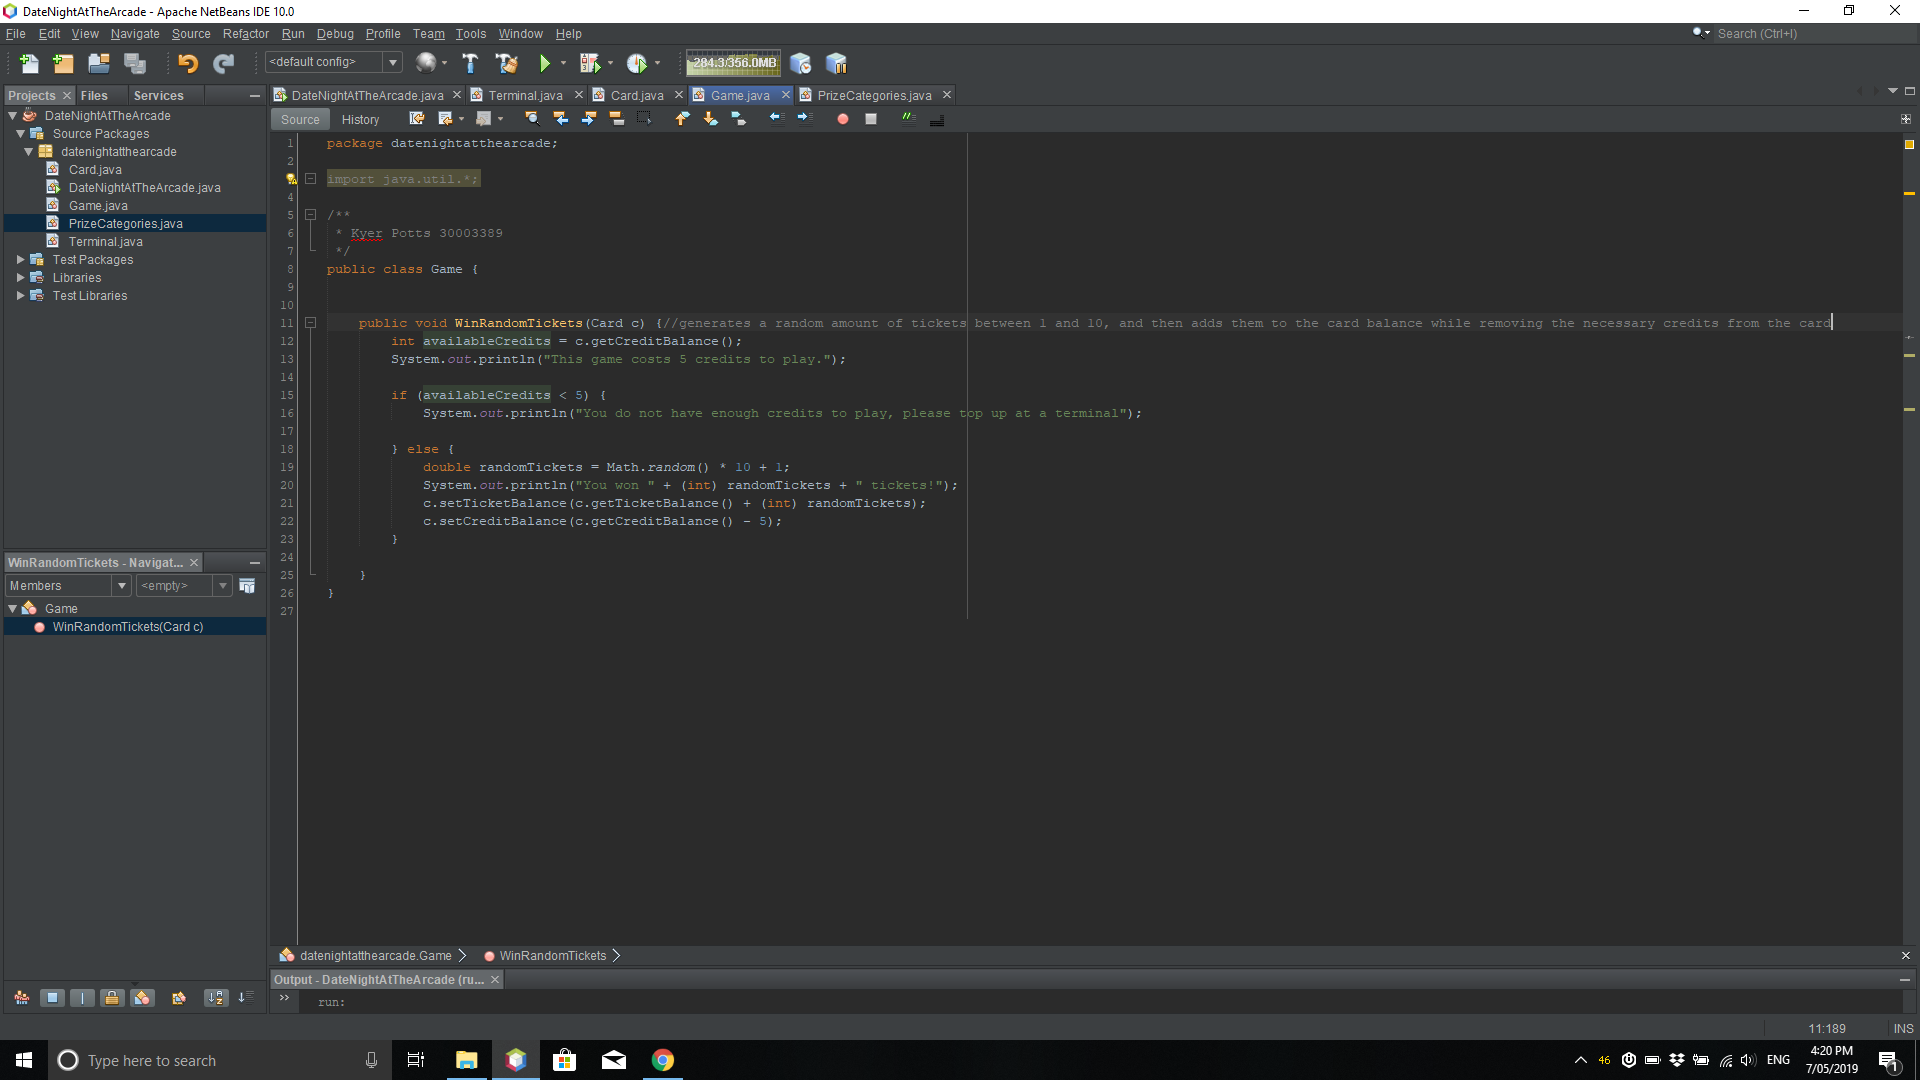 DateNightAtTheArcade - Apache NetBeans IDE 10.0
File Edit View Navigate Source Refactor Run Debug Profile Team Tools Window Help
Search (Ctrl+I)
<default config>
284.3/356.0MB
Projects Files Services
DateNightAtTheArcade.java Terminal.java Card.java Game.java PrizeCategories.java
DateNightAtTheArcade
Source Packages
datenightatthearcade
Card.java
DateNightAtTheArcade.java
Game.java
PrizeCategories.java
Terminal.java
Test Packages
Libraries
Test Libraries
Source History
1 package datenightatthearcade;
2
import java.util.*;
4
5 /**
6 * Kyer Potts 30003389
7 */
8 public class Game {
9
10
11 public void WinRandomTickets(Card c) {//generates a random amount of tickets between 1 and 10, and then adds them to the card balance while removing the necessary credits from the card
12 int availableCredits = c.getCreditBalance();
13 System.out.println("This game costs 5 credits to play.");
14
15 if (availableCredits < 5) {
16 System.out.println("You do not have enough credits to play, please top up at a terminal");
17
18 } else {
19 double randomTickets = Math.random() * 10 + 1;
20 System.out.println("You won " + (int) randomTickets + " tickets!");
21 c.setTicketBalance(c.getTicketBalance() + (int) randomTickets);
22 c.setCreditBalance(c.getCreditBalance() - 5);
23 }
24
25 }
26 }
27
WinRandomTickets - Navigat...
Members <empty>
Game
WinRandomTickets(Card c)
datenightatthearcade.Game WinRandomTickets
Output - DateNightAtTheArcade (ru...
run:
11:189 INS
Type here to search
46 ENG
4:20 PM
7/05/2019
1